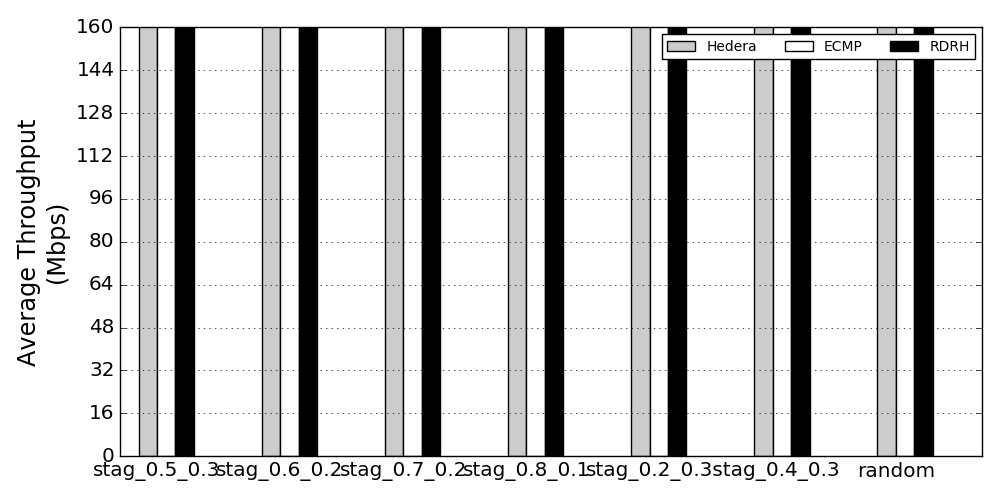 160
144
128
112
96
80
64
48
32
16
0
Average Throughput
(Mbps)
Hedera ECMP RDRH
stag_0.5_0.3 stag_0.6_0.2 stag_0.7_0.2 stag_0.8_0.1 stag_0.2_0.3 stag_0.4_0.3 random